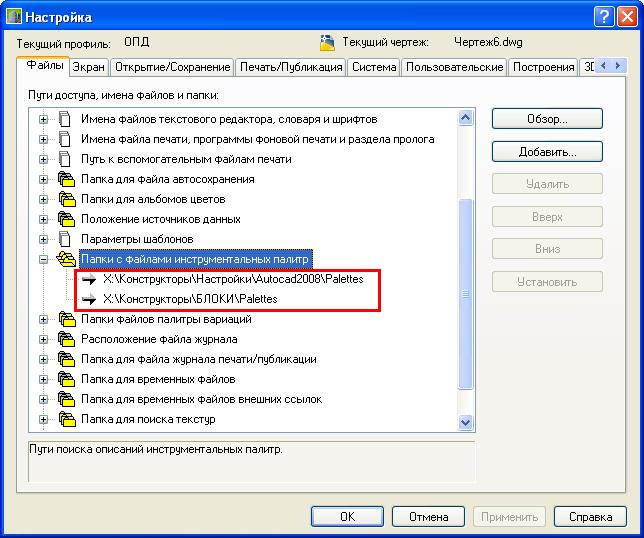 Настройка
Текущий профиль: ОПД Текущий чертеж: Чертеж6.dwg
Файлы Экран Открытие/Сохранение Печать/Публикация Система Пользовательские Построения
Пути доступа, имена файлов и папки:
Имена файлов текстового редактора, словаря и шрифтов
Имена файла печати, программы фоновой печати и раздела пролога
Путь к вспомогательным файлам печати
Папка для файла автосохранения
Папки для альбомов цветов
Положение источников данных
Параметры шаблонов
Папки с файлами инструментальных палитр
X:\Конструкторы\Настройки\Autocad2008\Palettes
X:\Конструкторы\БЛОКИ\Palettes
Папки файлов палитры вариаций
Расположение файла журнала
Папка для файла журнала печати/публикации
Папка для временных файлов
Папка для временных файлов внешних ссылок
Папка для поиска текстур
Обзор...
Добавить...
Удалить
Вверх
Вниз
Установить
Пути поиска описаний инструментальных палитр.
ОК Отмена Применить Справка